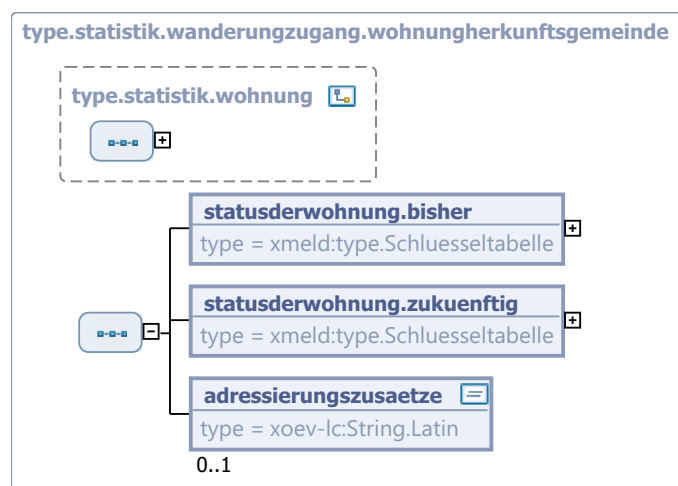 type.statistik.wanderungzugang.wohnungherkunftsgemeinde
type.statistik.wohnung
statusderwohnung.bisher
type = xmeld:type.Schluesseltabelle
statusderwohnung.zukuenftig
type = xmeld:type.Schluesseltabelle
adressierungszusaetze
type = xoev-lc:String.Latin
0..1